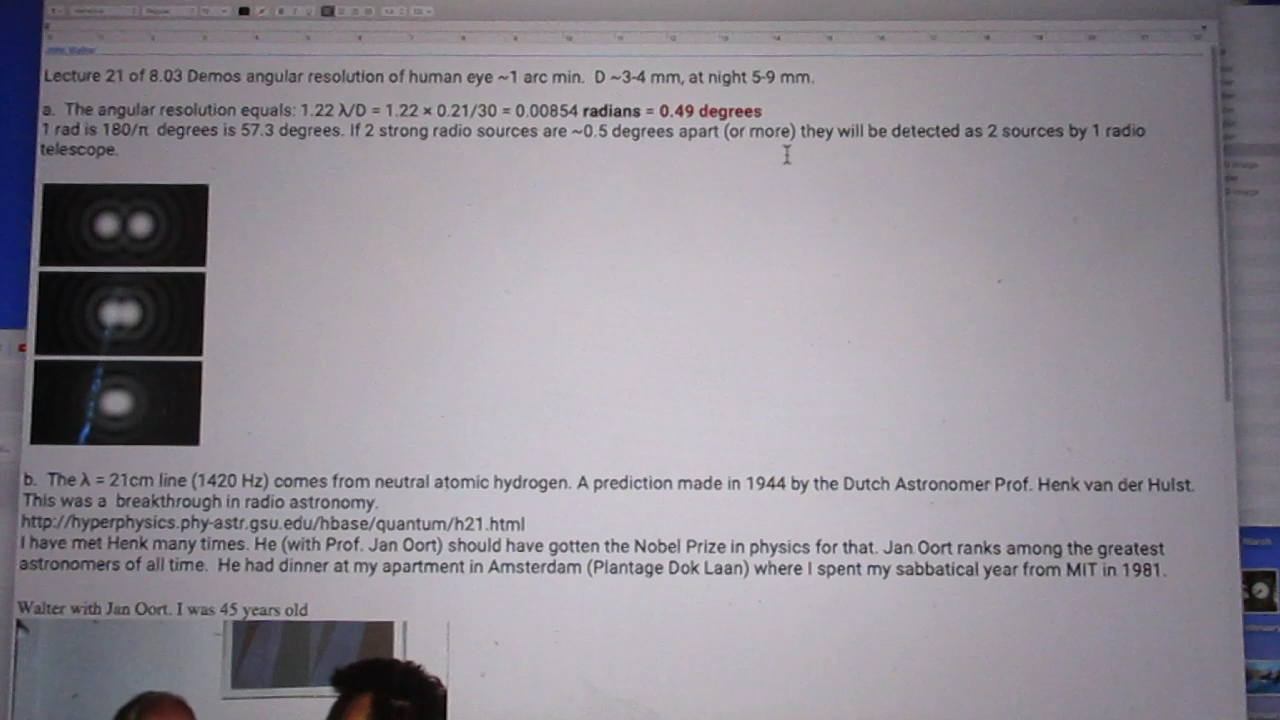 Lecture 21 of 8.03 Demos angular resolution of human eye ~1 arc min. D ~3-4 mm, at night 5-9 mm.
a. The angular resolution equals: 1.22 λ/D = 1.22 × 0.21/30 = 0.00854 radians = 0.49 degrees
1 rad is 180/π degrees is 57.3 degrees. If 2 strong radio sources are ~0.5 degrees apart (or more) they will be detected as 2 sources by 1 radio
telescope.
b. The λ = 21cm line (1420 Hz) comes from neutral atomic hydrogen. A prediction made in 1944 by the Dutch Astronomer Prof. Henk van der Hulst.
This was a breakthrough in radio astronomy.
http://hyperphysics.phy-astr.gsu.edu/hbase/quantum/h21.html
I have met Henk many times. He (with Prof. Jan Oort) should have gotten the Nobel Prize in physics for that. Jan Oort ranks among the greatest
astronomers of all time. He had dinner at my apartment in Amsterdam (Plantage Dok Laan) where I spent my sabbatical year from MIT in 1981.
Walter with Jan Oort. I was 45 years old
March